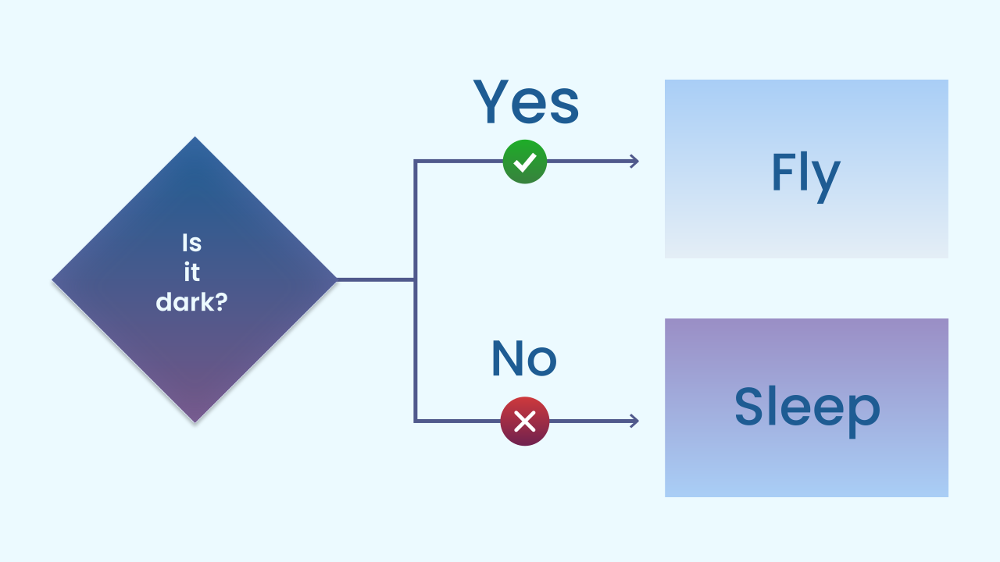 Is
it
dark?
Yes
Fly
No
Sleep